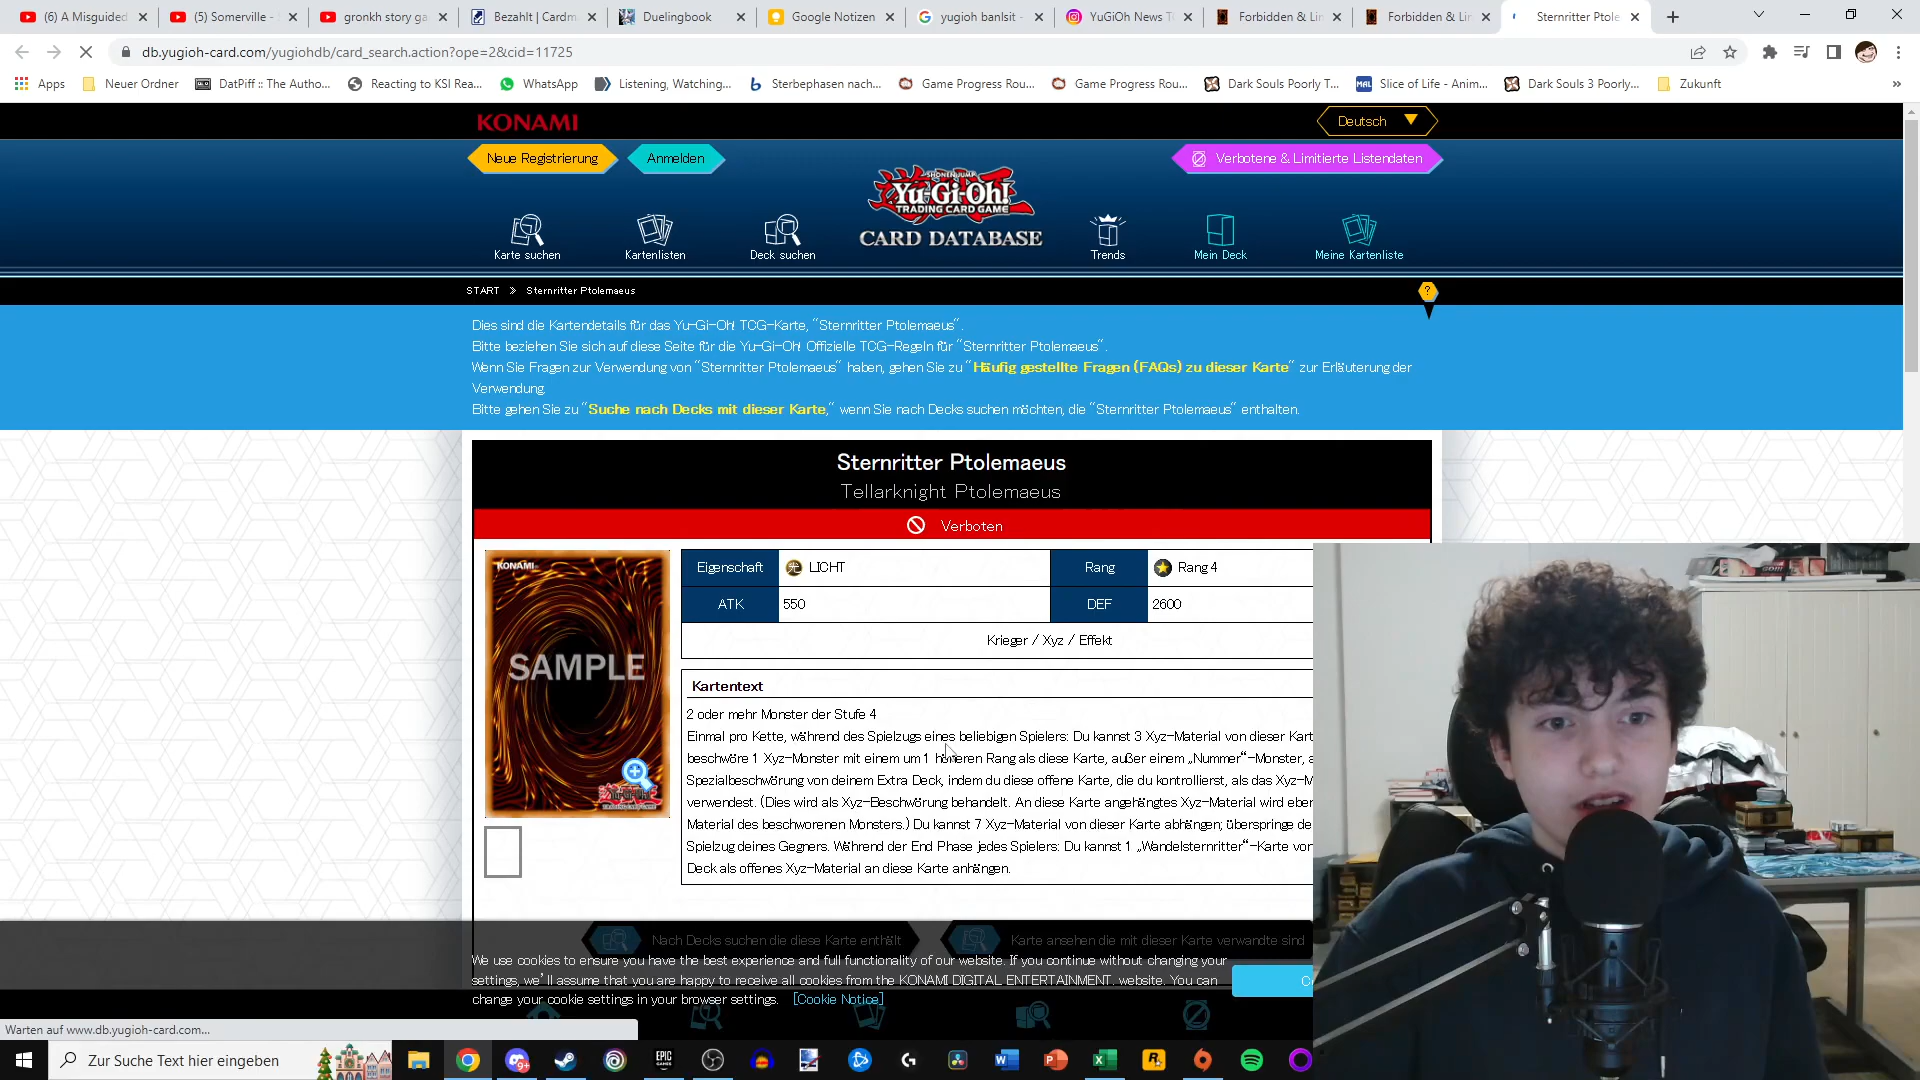 (6) A Misguided
(5) Somerville -
gronkh story ga
Bezahlt | Cardm
Duelingbook
Google Notizen
yugioh banlsit -
YuGiOh News T
Forbidden & Lin
Forbidden & Lin
Sternritter Ptole
db.yugioh-card.com/yugiohdb/card_search.action?ope=2&cid=11725
Apps
Neuer Ordner
DatPiff :: The Autho...
Reacting to KSI Rea...
WhatsApp
Listening, Watching...
Sterbephasen nach...
Game Progress Rou...
Game Progress Rou...
Dark Souls Poorly T...
MAL Slice of Life - Anim...
Dark Souls 3 Poorly...
Zukunft
KONAMI
Deutsch
Neue Registrierung
Anmelden
Verbotene & Limitierte Listendaten
SHONEN JUMP
Yu-Gi-Oh!
TRADING CARD GAME
CARD DATABASE
Karte suchen
Kartenlisten
Deck suchen
Trends
Mein Deck
Meine Kartenliste
START » Sternritter Ptolemaeus
?
Dies sind die Kartendetails für das Yu-Gi-Oh! TCG-Karte, "Sternritter Ptolemaeus".
Bitte beziehen Sie sich auf diese Seite für die Yu-Gi-Oh! Offizielle TCG-Regeln für "Sternritter Ptolemaeus".
Wenn Sie Fragen zur Verwendung von "Sternritter Ptolemaeus" haben, gehen Sie zu "Häufig gestellte Fragen (FAQs) zu dieser Karte" zur Erläuterung der
Verwendung.
Bitte gehen Sie zu "Suche nach Decks mit dieser Karte," wenn Sie nach Decks suchen möchten, die "Sternritter Ptolemaeus" enthalten.
Sternritter Ptolemaeus
Tellarknight Ptolemaeus
Verboten
KONAMI
SAMPLE
Yu-Gi-Oh!
Eigenschaft
光 LICHT
Rang
Rang 4
ATK
550
DEF
2600
Krieger / Xyz / Effekt
Kartentext
2 oder mehr Monster der Stufe 4
Einmal pro Kette, während des Spielzugs eines beliebigen Spielers: Du kannst 3 Xyz-Material von dieser Kart
beschwöre 1 Xyz-Monster mit einem um 1 höheren Rang als diese Karte, außer einem „Nummer"-Monster, a
Spezialbeschwörung von deinem Extra Deck, indem du diese offene Karte, die du kontrollierst, als das Xyz-M
verwendest. (Dies wird als Xyz-Beschwörung behandelt. An diese Karte angehängtes Xyz-Material wird eber
Material des beschworenen Monsters.) Du kannst 7 Xyz-Material von dieser Karte abhängen; überspringe de
Spielzug deines Gegners. Während der End Phase jedes Spielers: Du kannst 1 „Wandelsternritter"-Karte vor
Deck als offenes Xyz-Material an diese Karte anhängen.
Nach Decks suchen die diese Karte enthält
Karte ansehen die mit dieser Karte verwandte sind
We use cookies to ensure you have the best experience and full functionality of our website. If you continue without changing your
settings, we'll assume that you are happy to receive all cookies from the KONAMI DIGITAL ENTERTAINMENT. website. You can
change your cookie settings in your browser settings. [Cookie Notice]
C
Warten auf www.db.yugioh-card.com...
Zur Suche Text hier eingeben